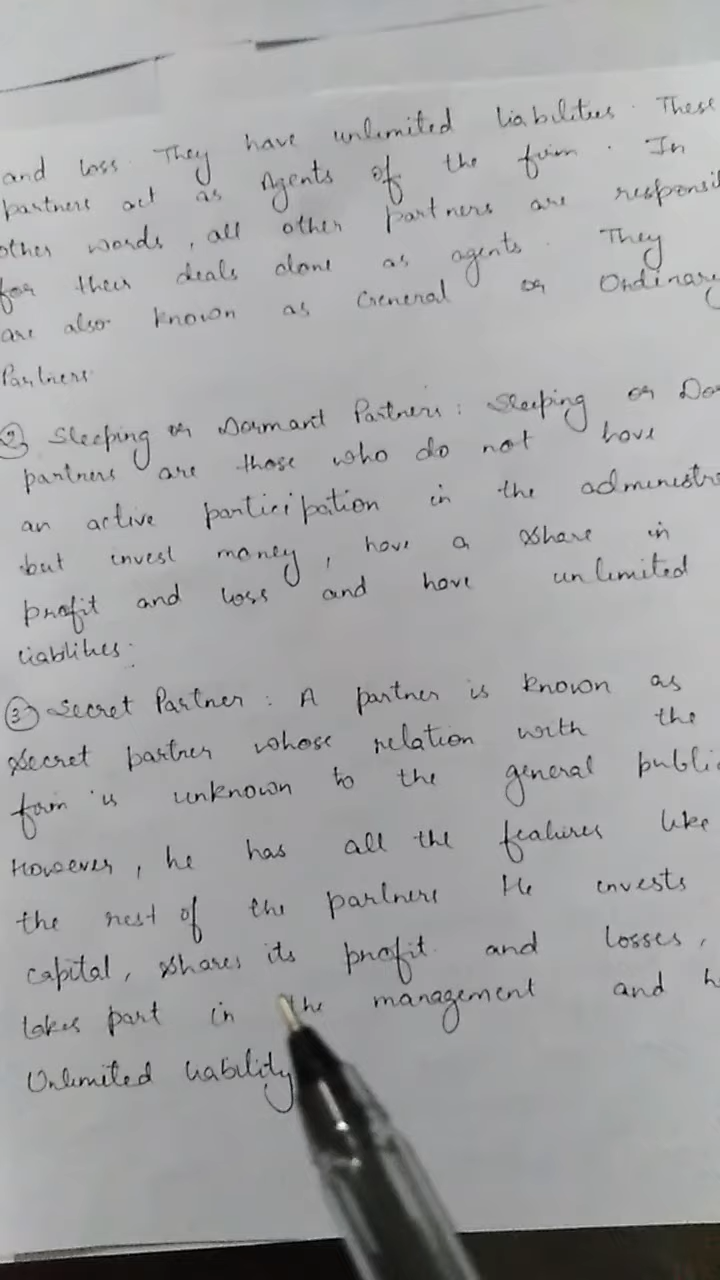 and loss. They have unlimited liabilities. These
partners act as Agents of the firm. In
other words, all other partners are responsi
for their deals done as agents. They
are also known as General or Ordinary
Partners
② Sleeping or Dormant Partners: Sleeping or Do
partners are those who do not have
an active participation in the administr
but invest money, have a share in
profit and loss and have unlimited
liablities.
③ Secret Partner: A partner is known as
secret partner whose relation with the
firm is unknown to the general public
However, he has all the features like
the rest of the partners He invests
capital, shares its profit and losses,
takes part in the management and h
Unlimited liability